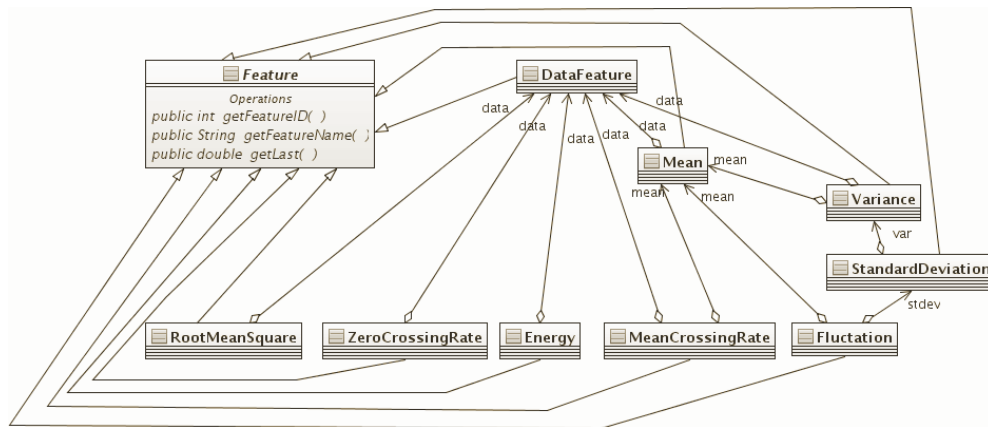 Feature
Operations
public int getFeatureID( )
public String getFeatureName( )
public double getLast( )
DataFeature
data
data
data
data
data
data
Mean
mean
mean
mean
Variance
var
StandardDeviation
stdev
RootMeanSquare
ZeroCrossingRate
Energy
MeanCrossingRate
Fluctation